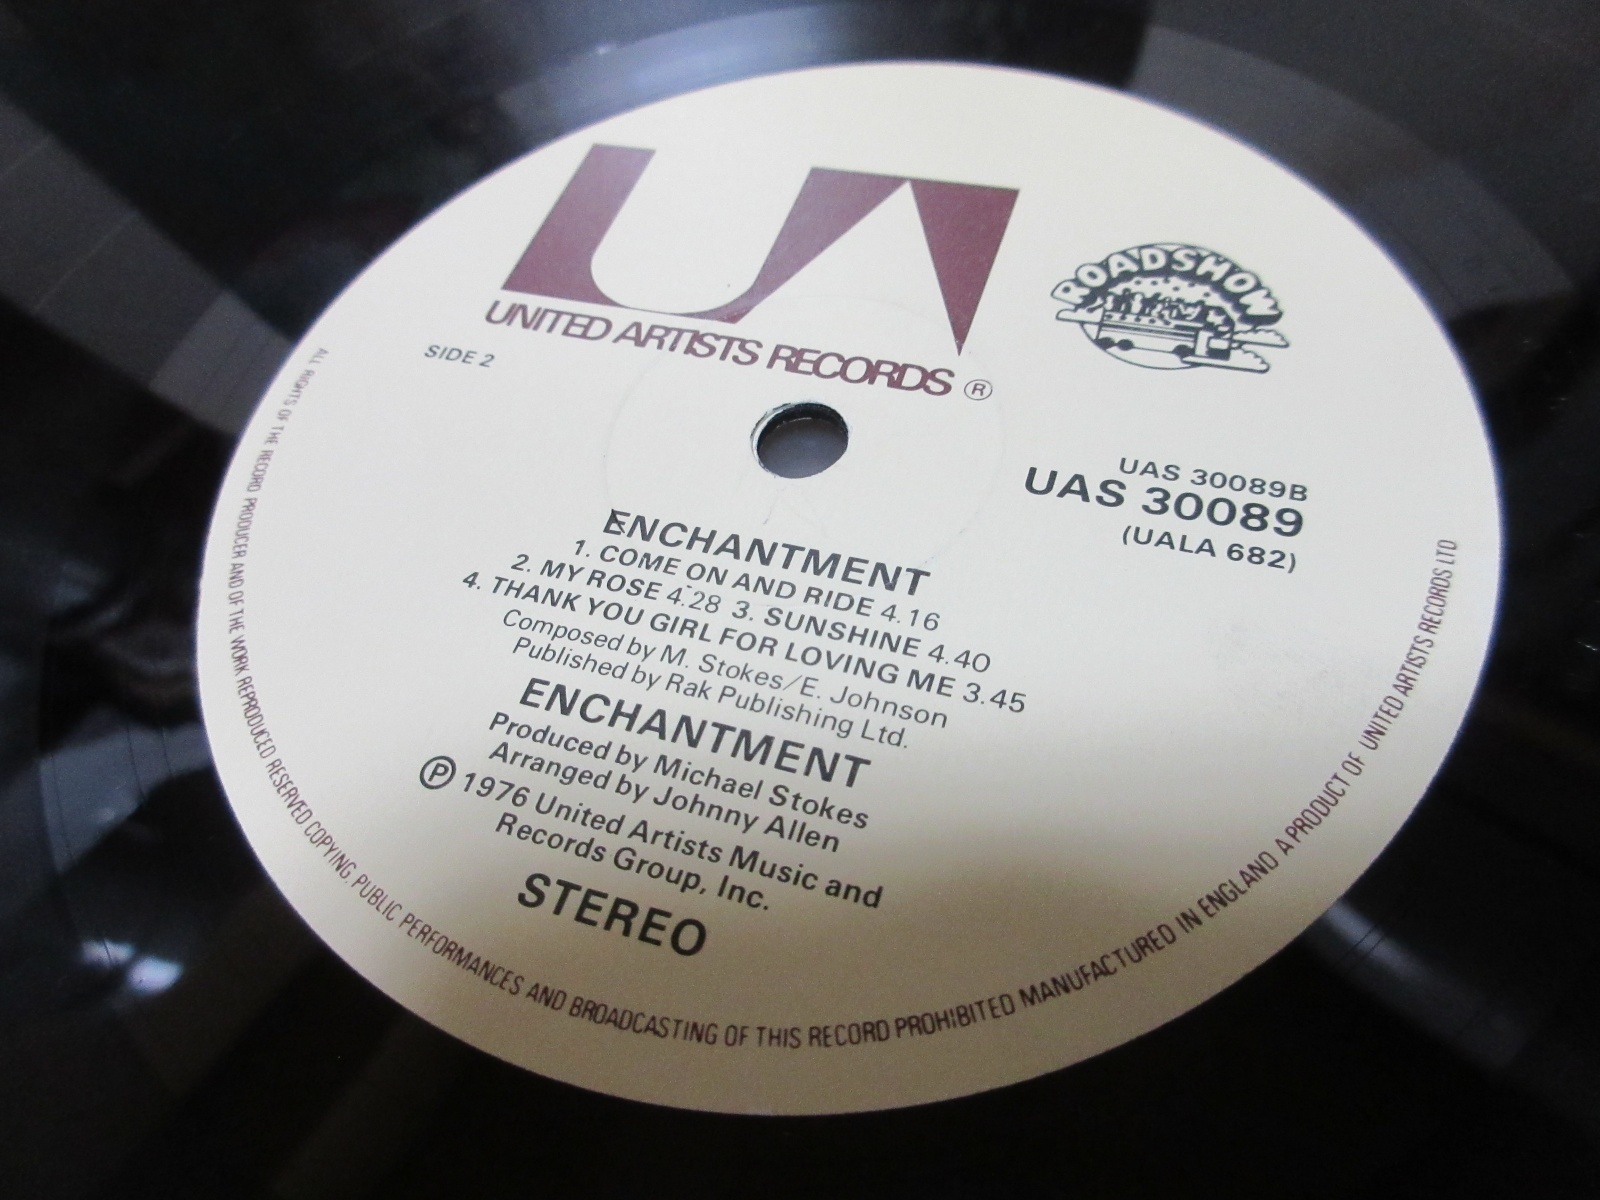 UA
UNITED ARTISTS RECORDS ®
ROADSHOW
SIDE 2
UAS 30089B
UAS 30089
(UALA 682)
ENCHANTMENT
1. COME ON AND RIDE 4.16
2. MY ROSE 4.28 3. SUNSHINE 4.40
4. THANK YOU GIRL FOR LOVING ME 3.45
Composed by M. Stokes/E. Johnson
Published by Rak Publishing Ltd.
ENCHANTMENT
Produced by Michael Stokes
Arranged by Johnny Allen
Ⓟ 1976 United Artists Music and
Records Group, Inc.
STEREO
ALL RIGHTS OF THE RECORD PRODUCER AND OF THE WORK REPRODUCED RESERVED. COPYING, PUBLIC PERFORMANCES AND BROADCASTING OF THIS RECORD PROHIBITED MANUFACTURED IN ENGLAND A PRODUCT OF UNITED ARTISTS RECORDS LTD